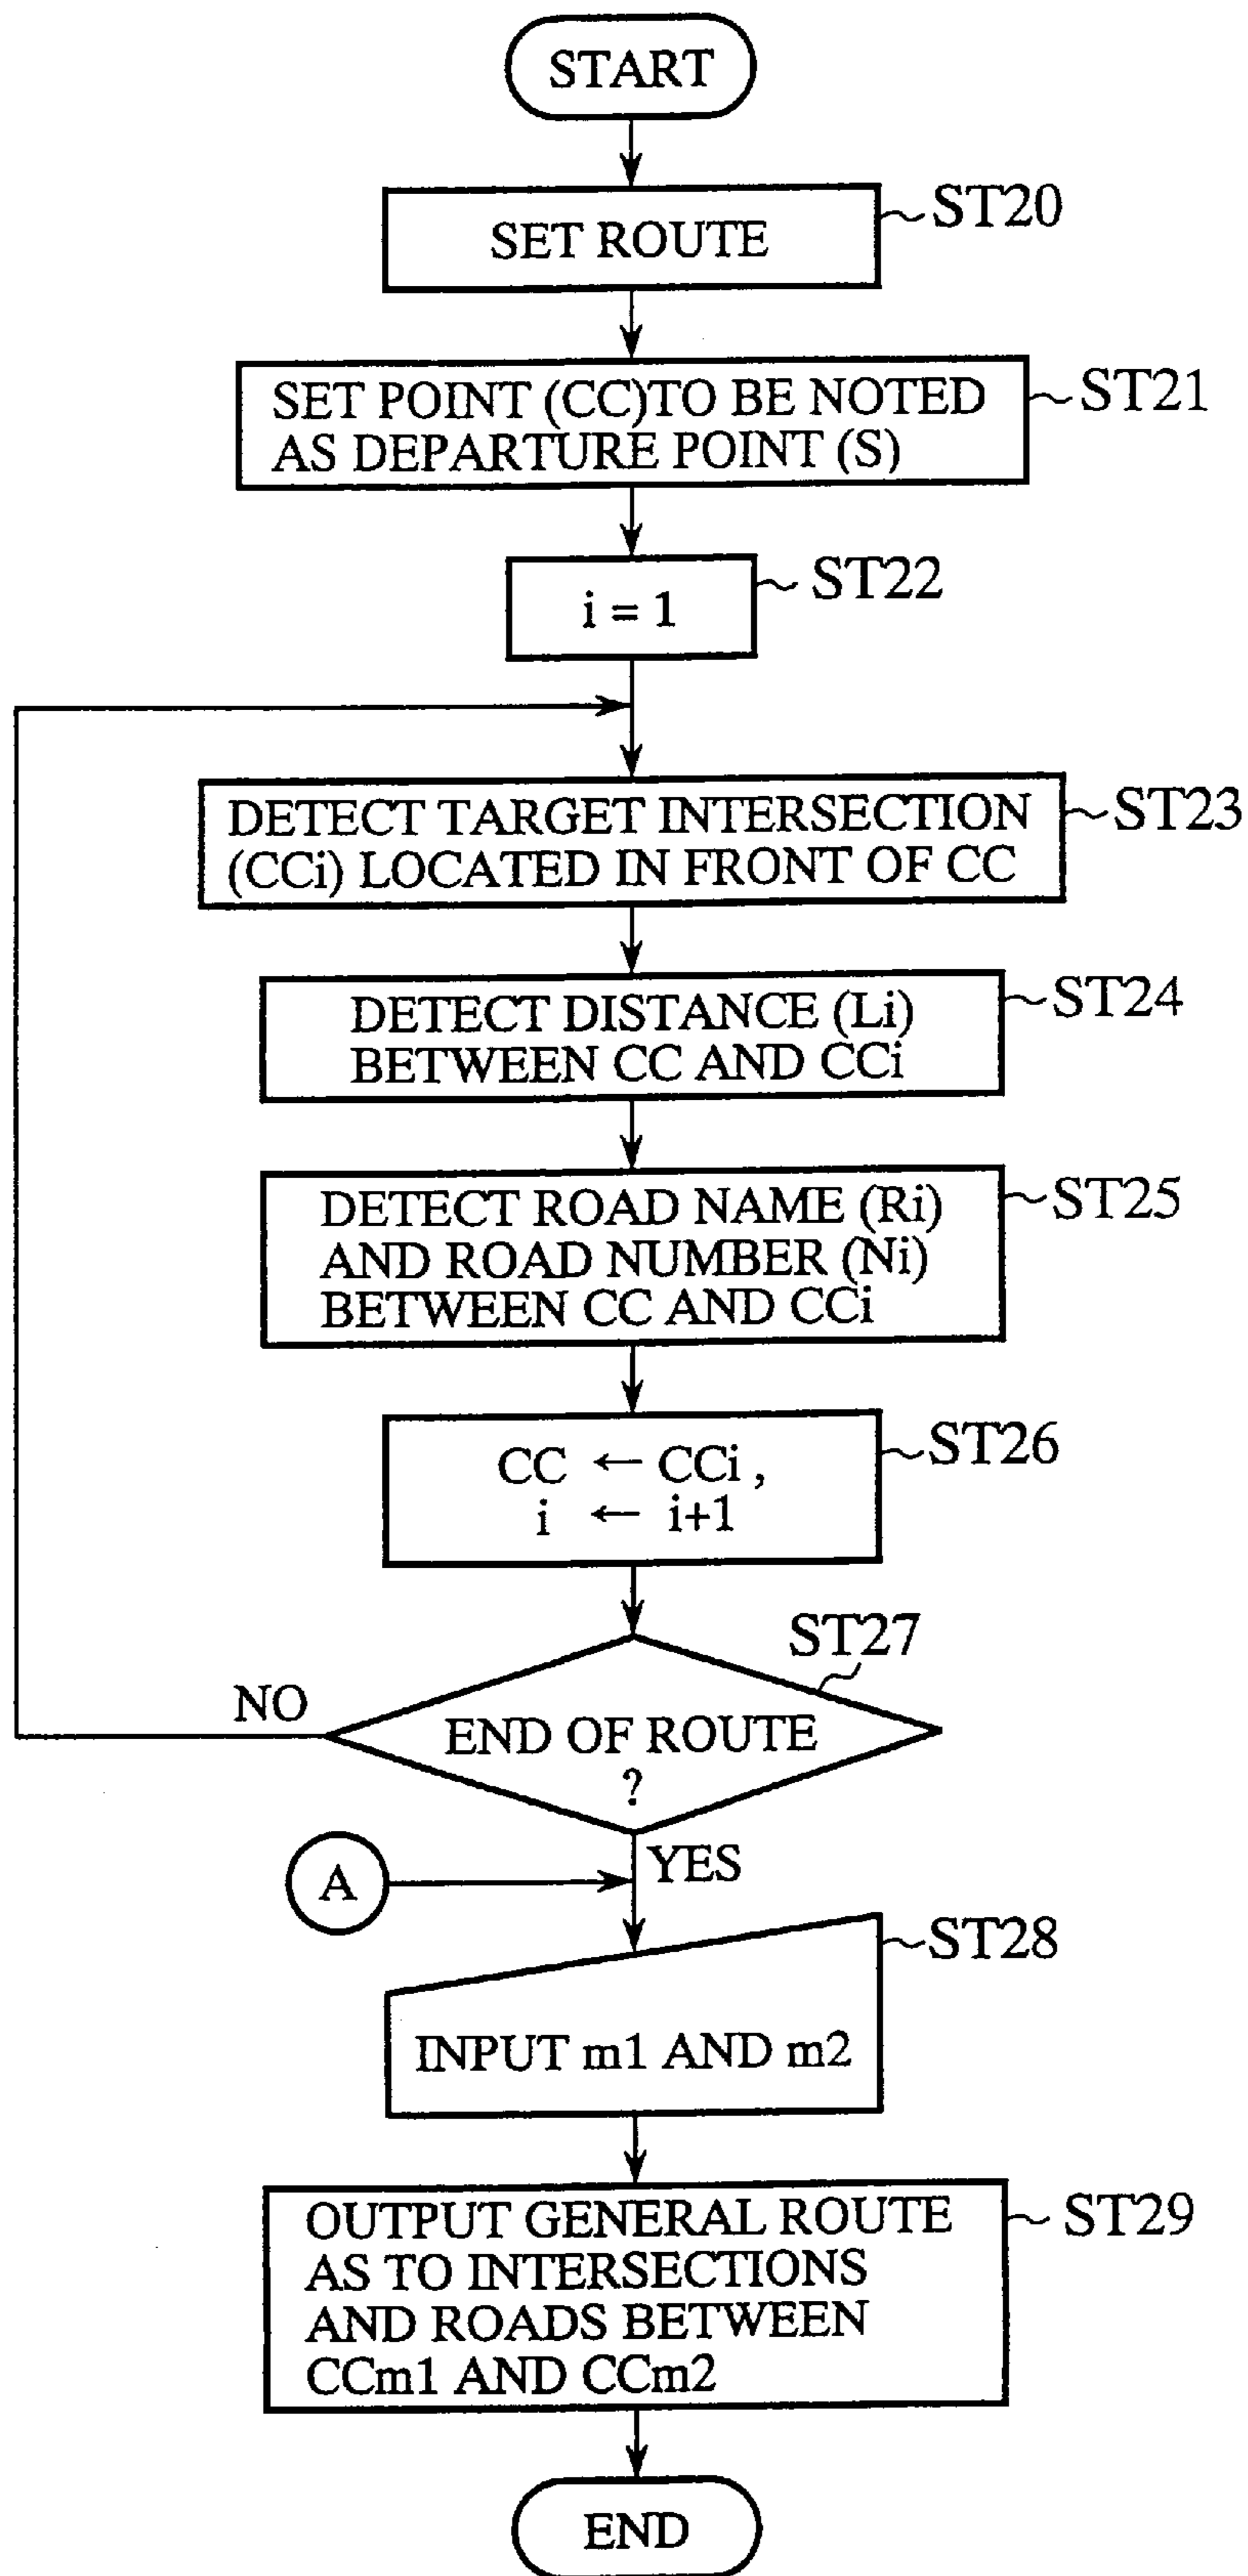 START
SET ROUTE
ST20
SET POINT (CC)TO BE NOTED
AS DEPARTURE POINT (S)
ST21
i = 1
ST22
DETECT TARGET INTERSECTION
(CCi) LOCATED IN FRONT OF CC
ST23
DETECT DISTANCE (Li)
BETWEEN CC AND CCi
ST24
DETECT ROAD NAME (Ri)
AND ROAD NUMBER (Ni)
BETWEEN CC AND CCi
ST25
CC ← CCi ,
i ← i+1
ST26
ST27
NO
END OF ROUTE
?
YES
A
ST28
INPUT m1 AND m2
OUTPUT GENERAL ROUTE
AS TO INTERSECTIONS
AND ROADS BETWEEN
CCm1 AND CCm2
ST29
END